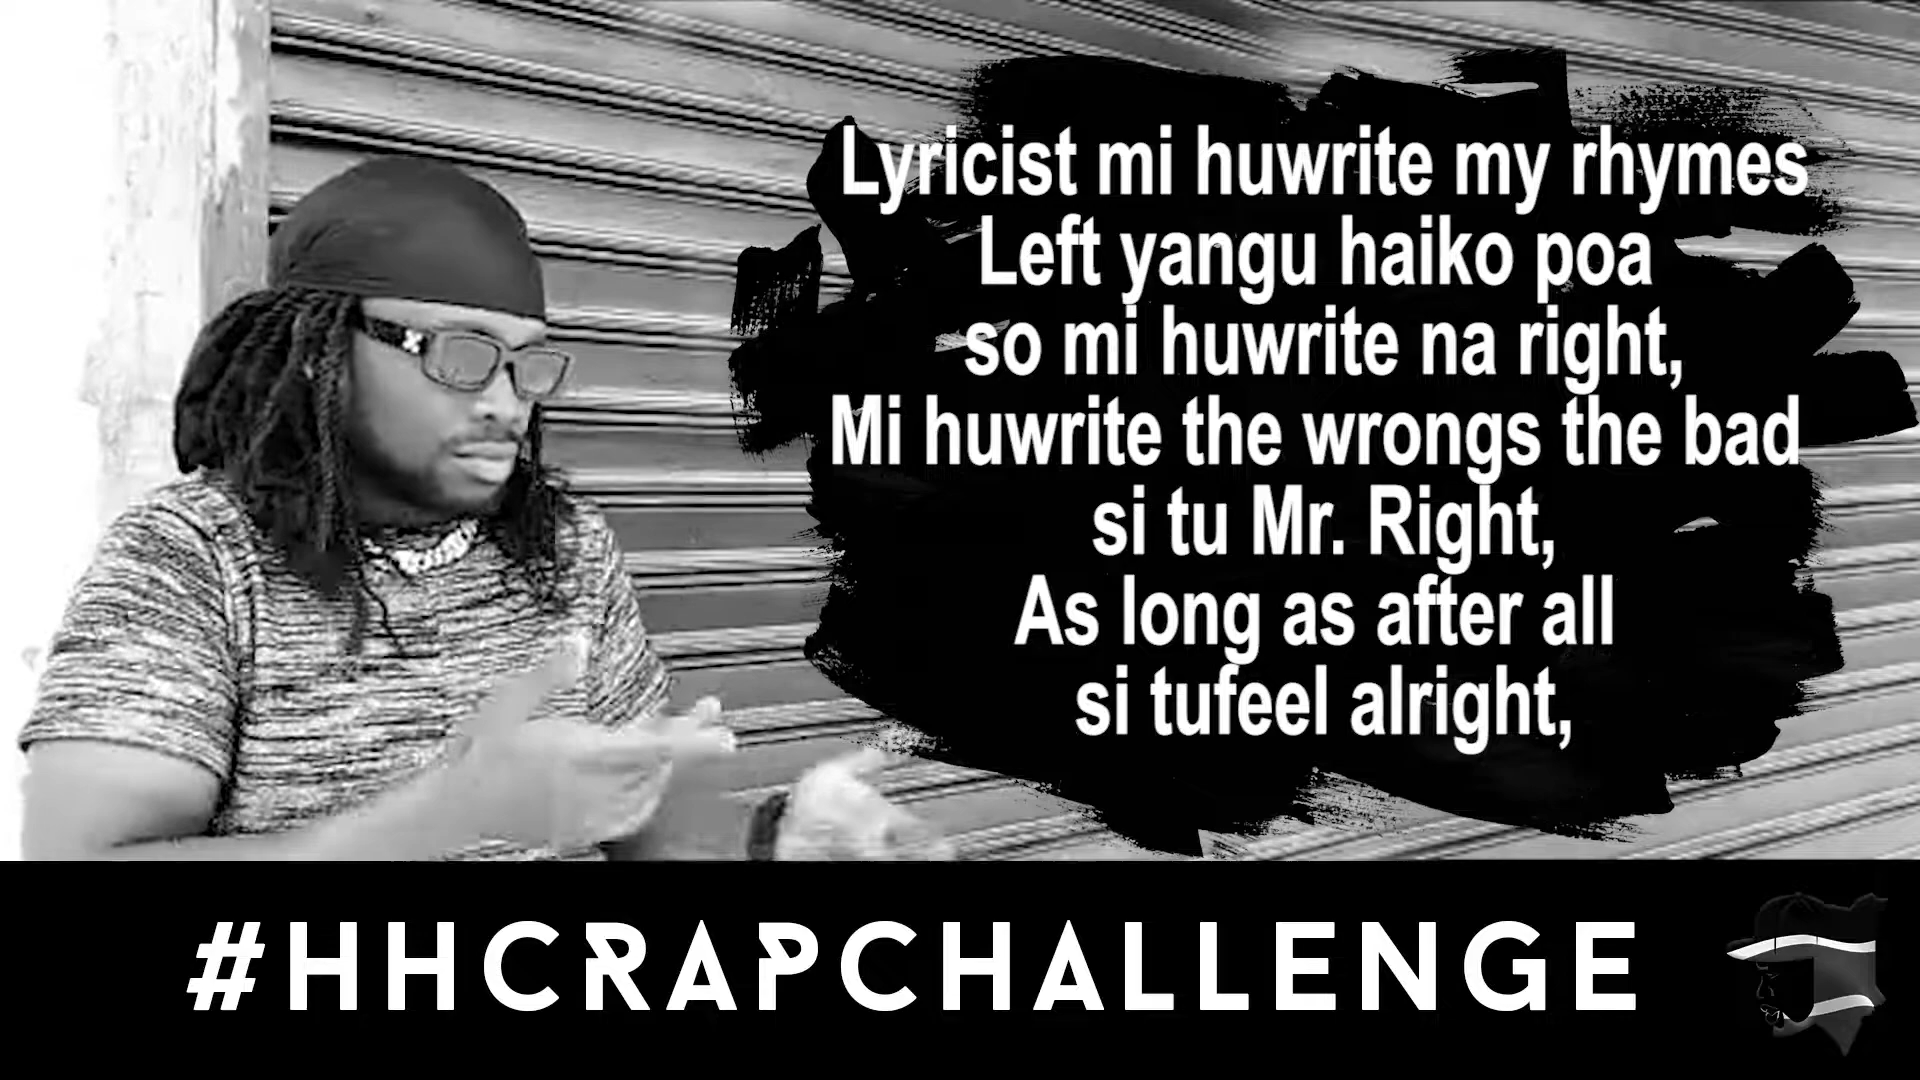 Lyricist mi huwrite my rhymes
Left yangu haiko poa
so mi huwrite na right,
Mi huwrite the wrongs the bad
si tu Mr. Right,
As long as after all
si tufeel alright,
#HHCRAPCHALLENGE